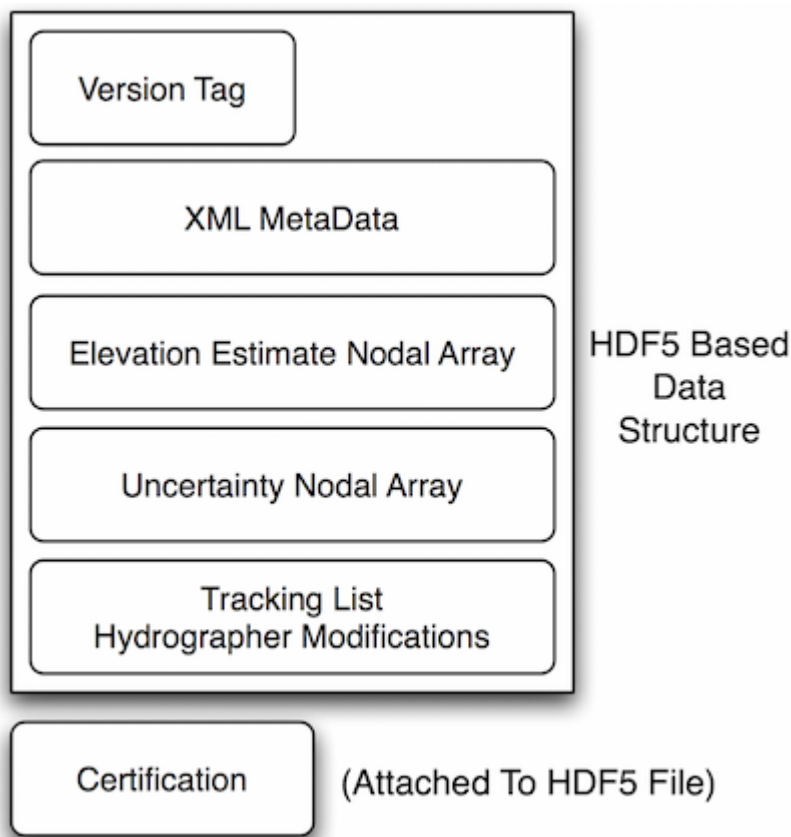 Version Tag
XML MetaData
Elevation Estimate Nodal Array
Uncertainty Nodal Array
Tracking List
Hydrographer Modifications
HDF5 Based
Data
Structure
Certification
(Attached To HDF5 File)